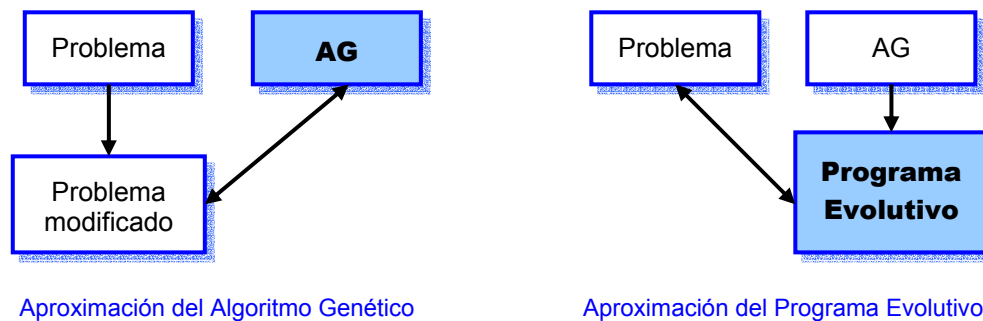 Problema
AG
Problema
modificado
Aproximación del Algoritmo Genético
Problema
AG
Programa
Evolutivo
Aproximación del Programa Evolutivo